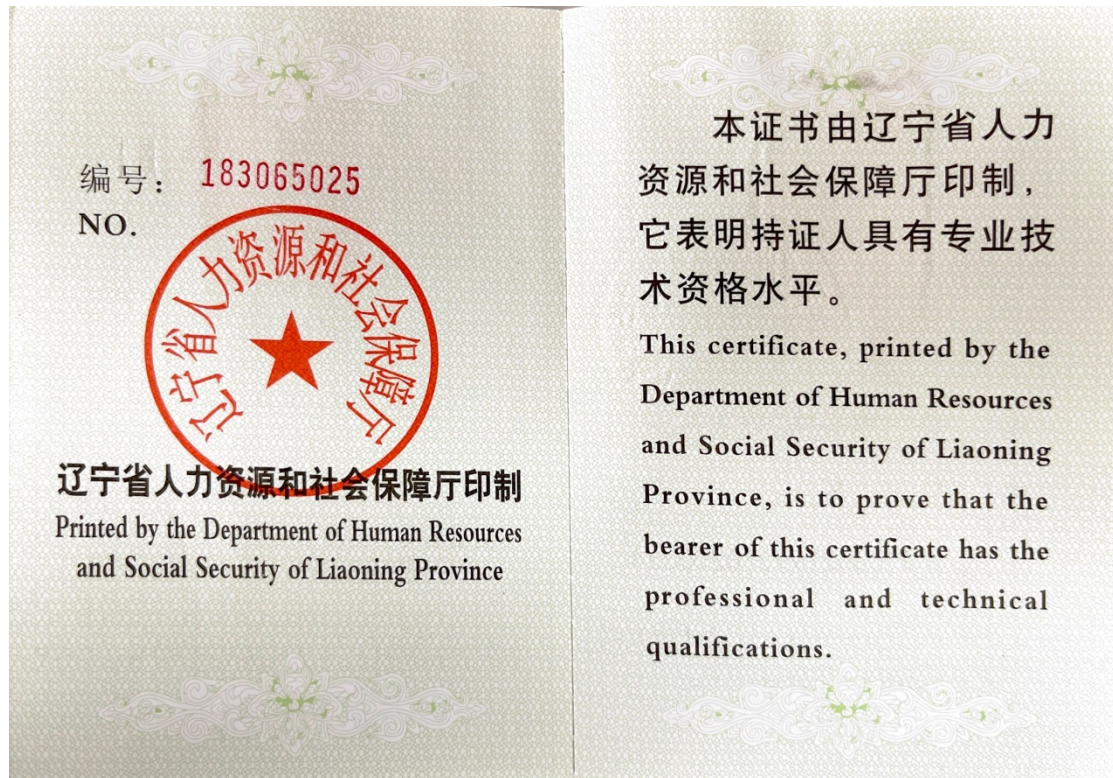 编号: 183065025
NO.
辽宁省人力资源和社会保障厅
辽宁省人力资源和社会保障厅印制
Printed by the Department of Human Resources
and Social Security of Liaoning Province
本证书由辽宁省人力
资源和社会保障厅印制,
它表明持证人具有专业技
术资格水平。
This certificate, printed by the
Department of Human Resources
and Social Security of Liaoning
Province, is to prove that the
bearer of this certificate has the
professional and technical
qualifications.